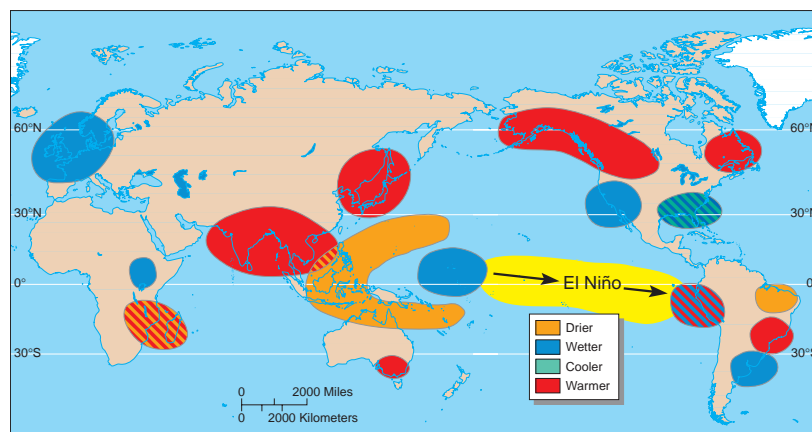 60°N
60°N
30°N
30°N
0°
0°
El Niño
30°S
30°S
Drier
Wetter
Cooler
Warmer
0 2000 Miles
0 2000 Kilometers